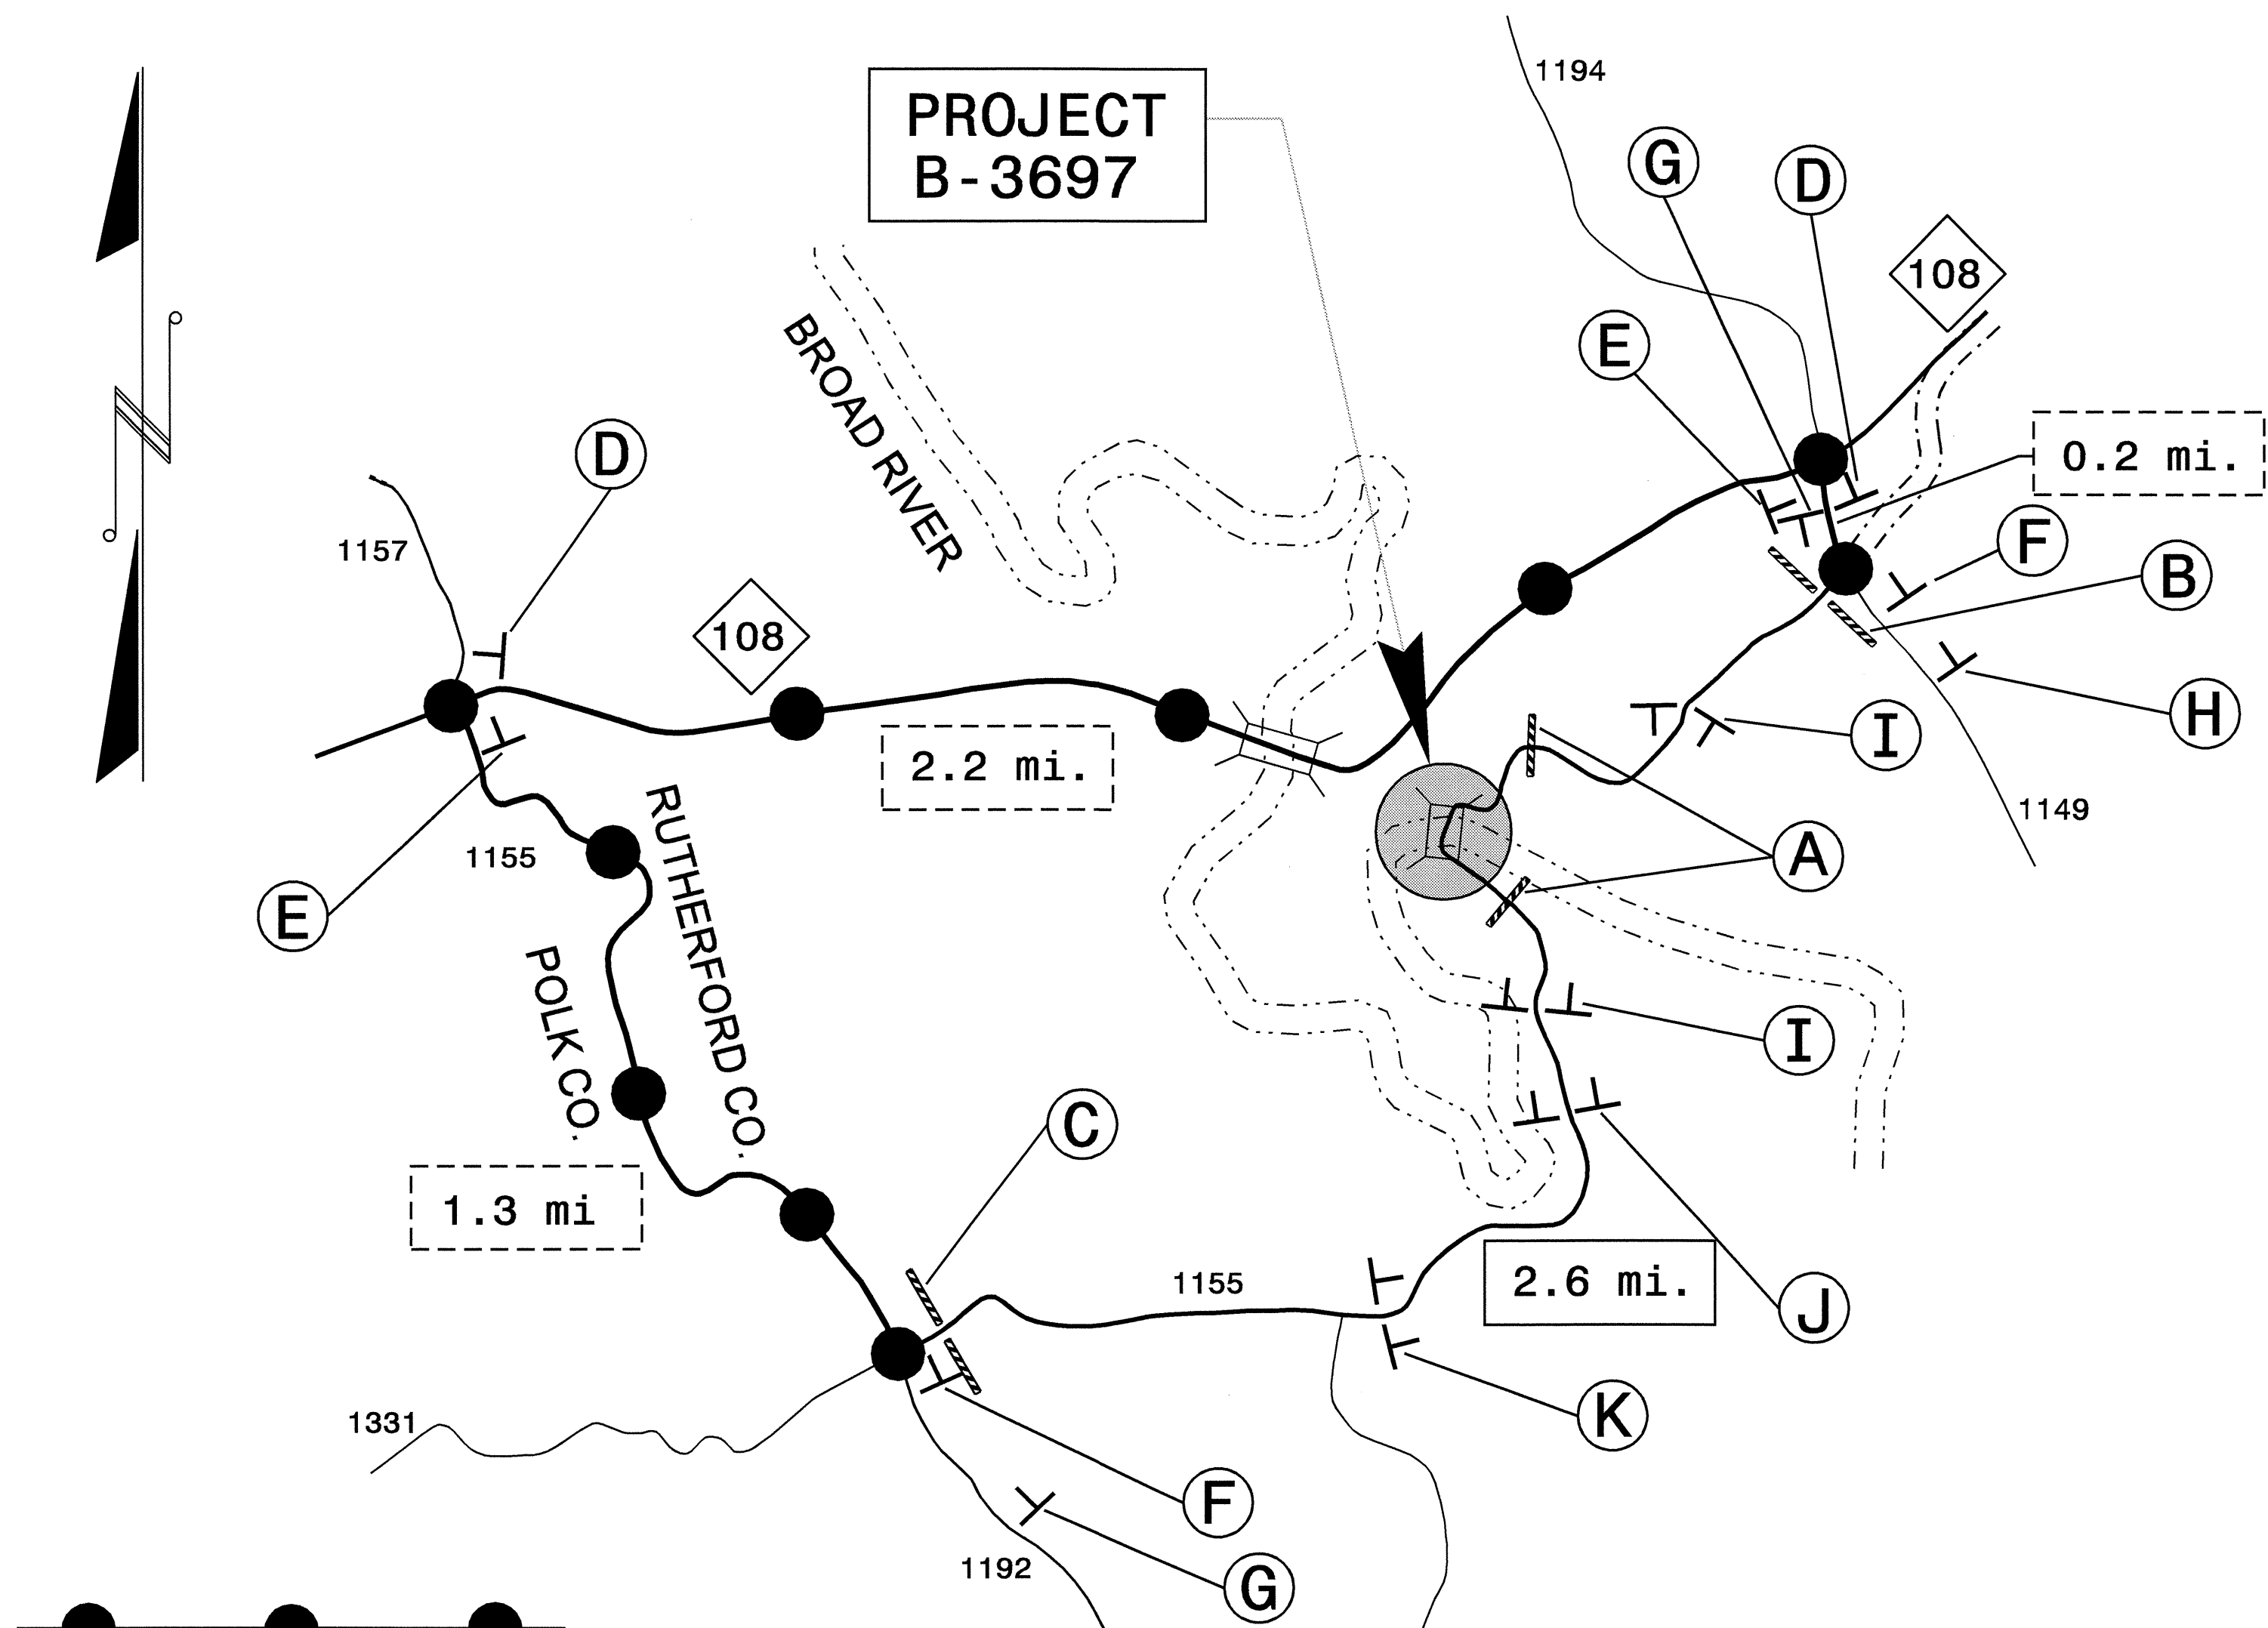 1194
PROJECT
B-3697
G
D
108
E
0.2 mi.
D
BROAD RIVER
1157
F
B
108
H
I
2.2 mi.
1149
RUTHERFORD CO.
1155
A
E
POLK CO.
I
C
1.3 mi
1155
2.6 mi.
J
K
1331
F
1192
G